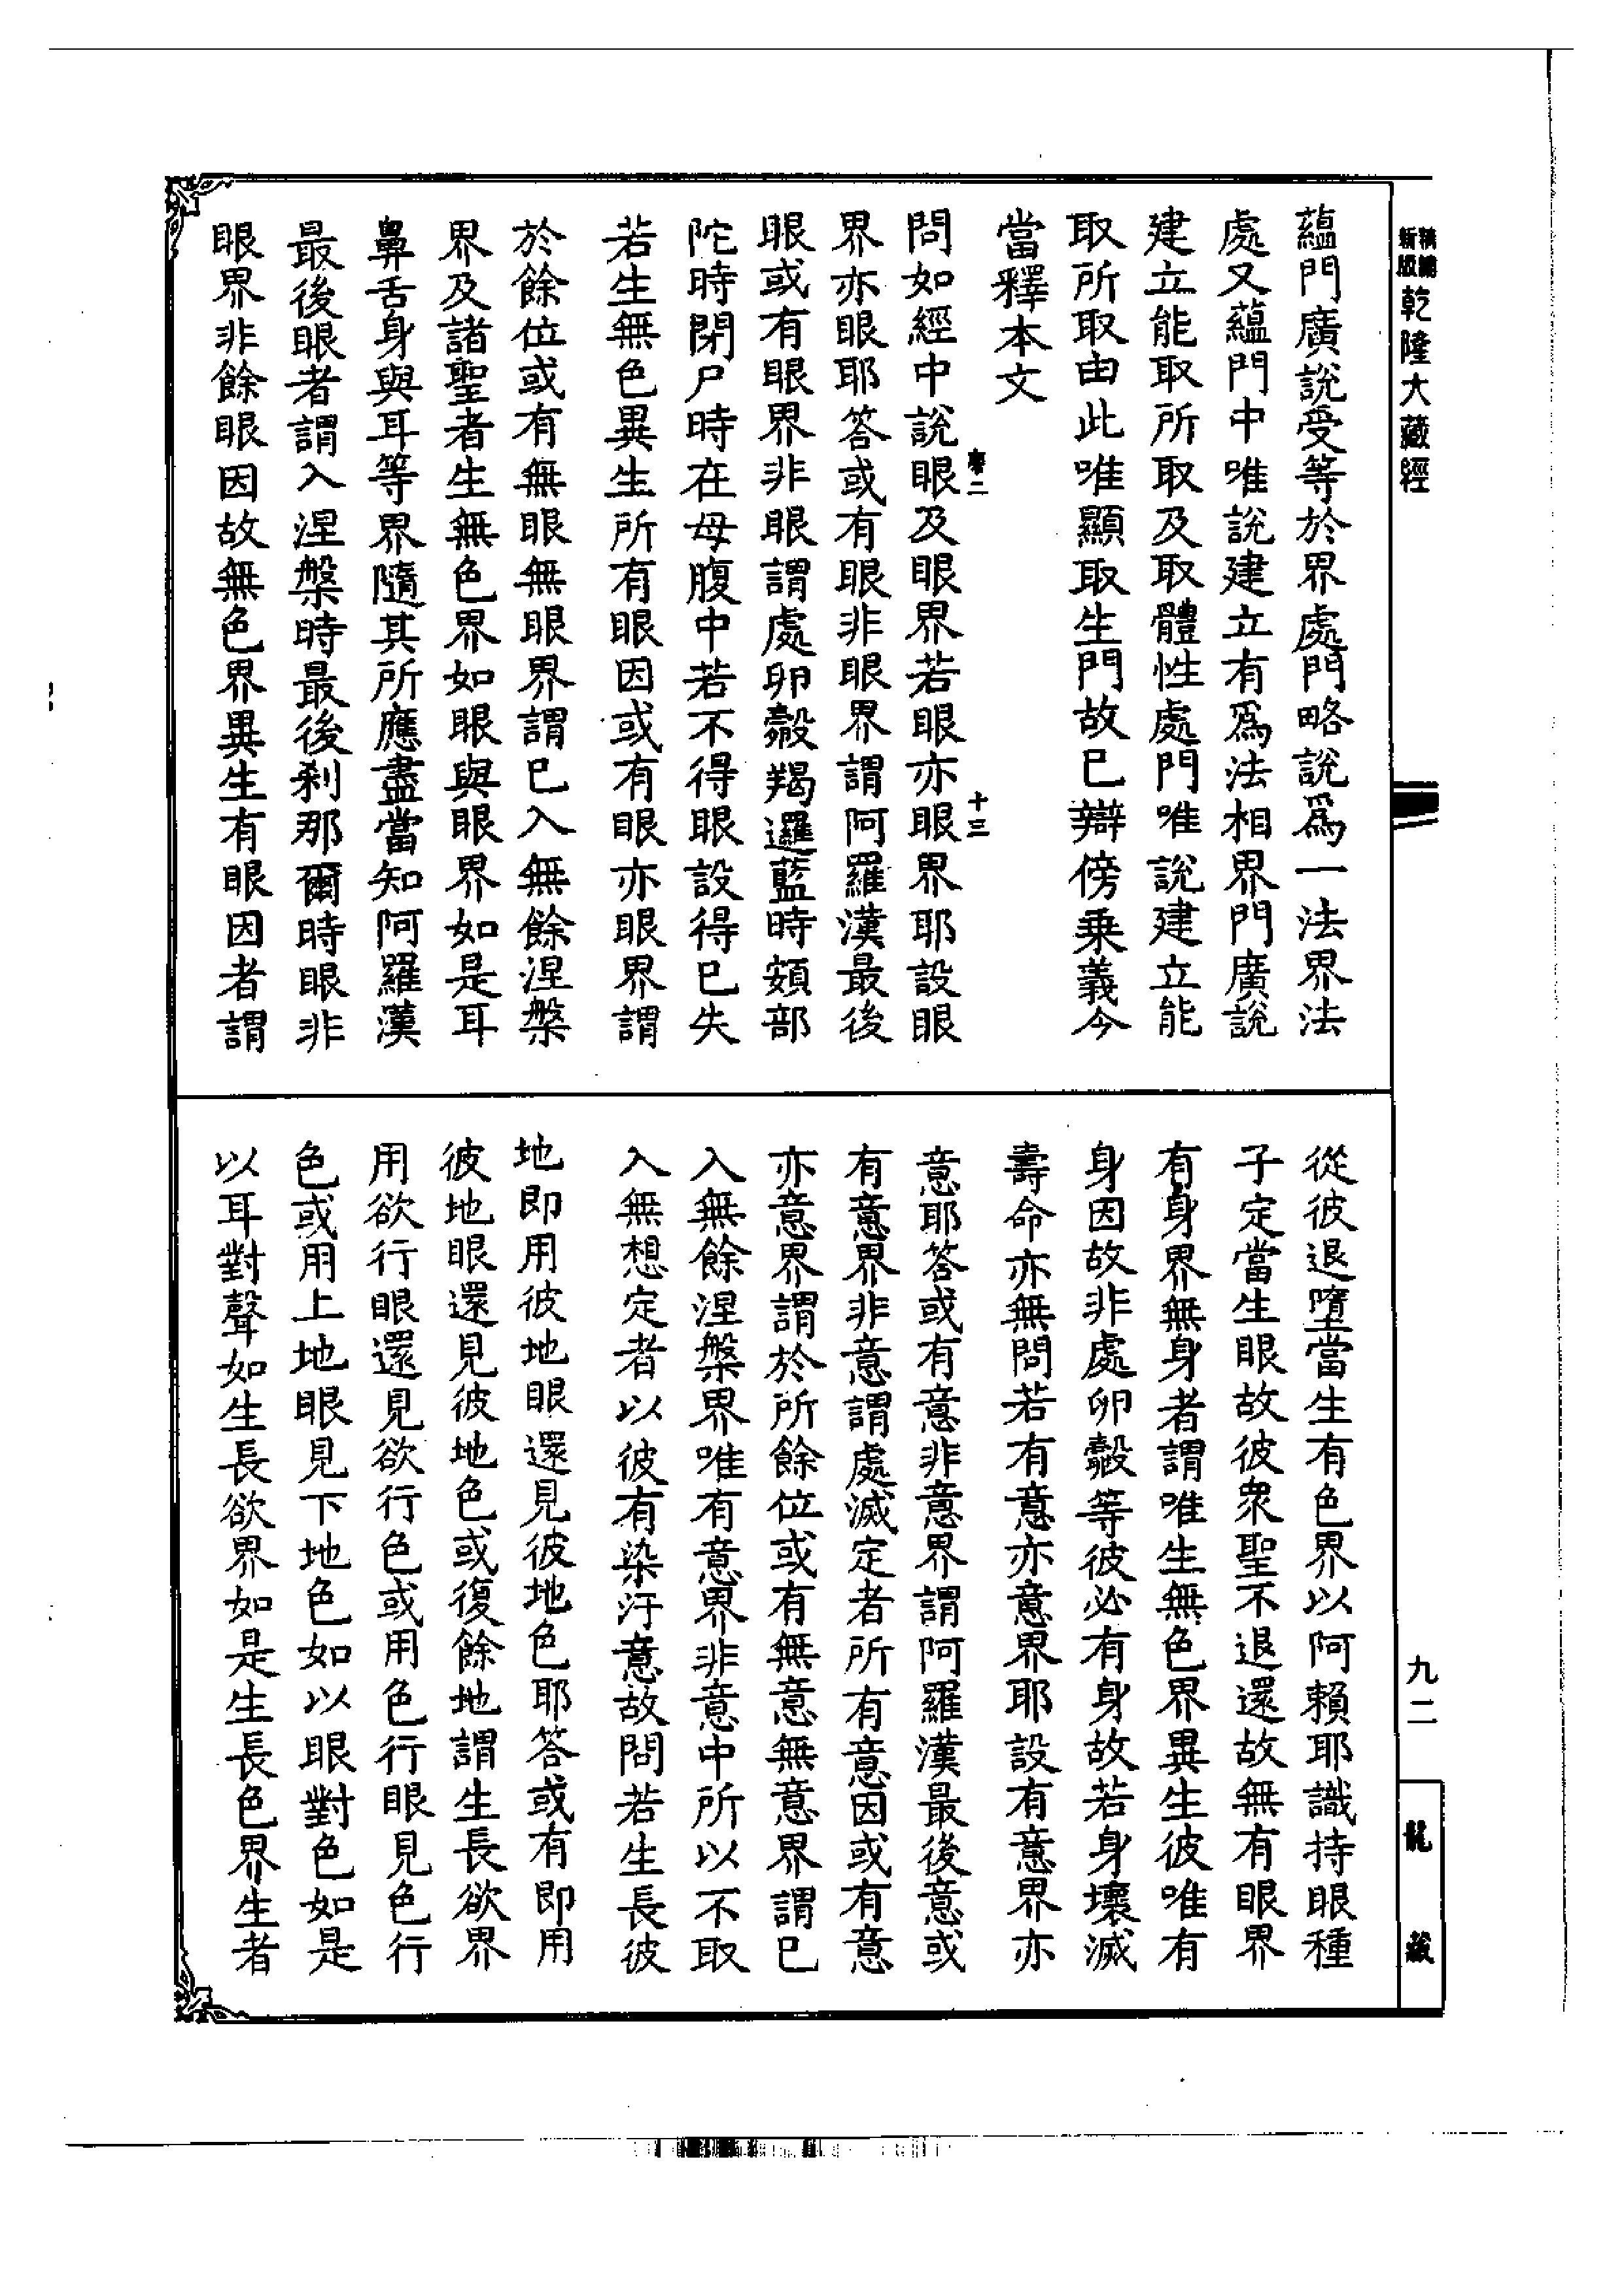 新版
精編
乾隆大藏經
蘊門廣說受等於界處門略說爲一法界法
處又蘊門中唯說建立有爲法相界門廣說
建立能取所取及取體性處門唯說建立能
取所取由此唯顯取生門故已辯傍乗義今
當釋本文
十三
問如經中說眼及眼界若眼亦眼界耶設眼
界亦眼耶答或有眼非眼界謂阿羅漢最後
眼或有眼界非眼謂處卵㲉羯邏藍時頞部
陀時閉尸時在母腹中若不得眼設得已失
若生無色異生所有眼因或有眼亦眼界謂
於餘位或有無眼無眼界謂已入無餘涅槃
界及諸聖者生無色界如眼與眼界如是耳
鼻舌身與耳等界隨其所應盡當知阿羅漢
最後眼者謂入涅槃時最後刹那爾時眼非
眼界非餘眼因故無色界異生有眼因者謂
從彼退墮當生有色界以阿賴耶識持眼種
子定當生眼故彼衆聖不退還故無有眼界
有身界無身者謂唯生無色界異生彼唯有
身因故非處卵㲉等彼必有身故若身壞滅
壽命亦無問若有意亦意界耶設有意界亦
意耶答或有意非意界謂阿羅漢最後意或
有意界非意謂處滅定者所有意因或有意
亦意界謂於所餘位或有無意無意界謂已
入無餘涅槃界唯有意界非意中所以不取
入無想定者以彼有染汙意故問若生長彼
地即用彼地眼還見彼地色耶答或有即用
彼地眼還見彼地色或復餘地謂生長欲界
用欲行眼還見欲行色或用色行眼見色行
色或用上地眼見下地色如以眼對色如是
以耳對聲如生長欲界如是生長色界生者
九二
龍藏